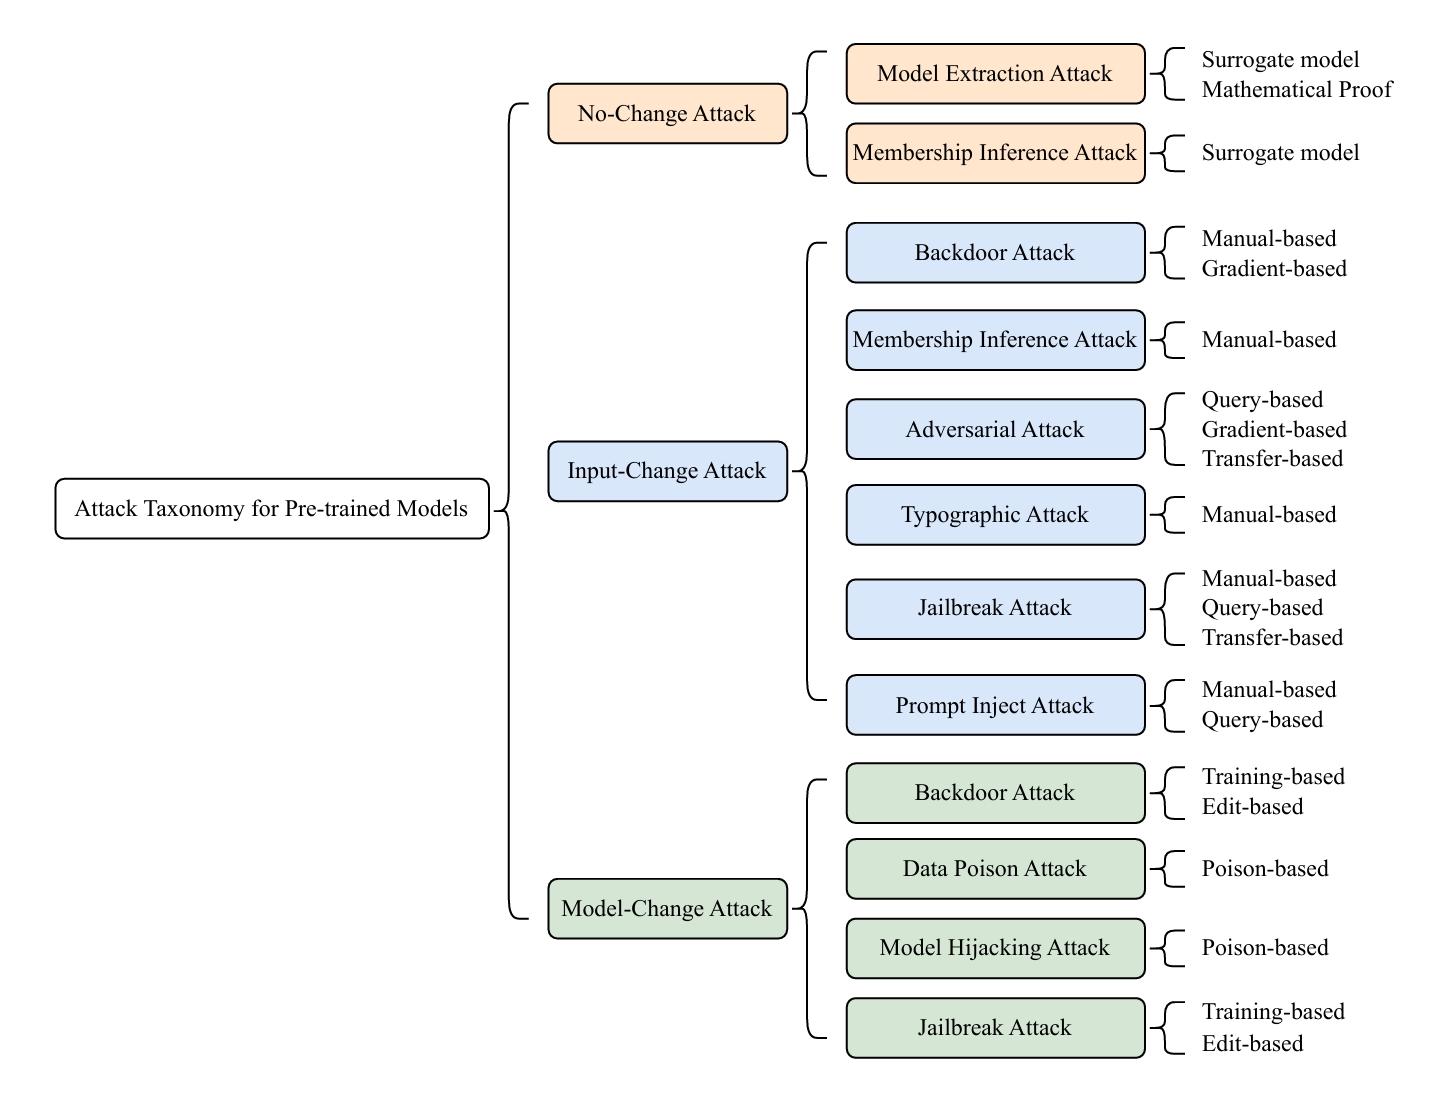 Attack Taxonomy for Pre-trained Models
No-Change Attack
Model Extraction Attack
Surrogate model
Mathematical Proof
Membership Inference Attack
Surrogate model
Input-Change Attack
Backdoor Attack
Manual-based
Gradient-based
Membership Inference Attack
Manual-based
Adversarial Attack
Query-based
Gradient-based
Transfer-based
Typographic Attack
Manual-based
Jailbreak Attack
Manual-based
Query-based
Transfer-based
Prompt Inject Attack
Manual-based
Query-based
Model-Change Attack
Backdoor Attack
Training-based
Edit-based
Data Poison Attack
Poison-based
Model Hijacking Attack
Poison-based
Jailbreak Attack
Training-based
Edit-based